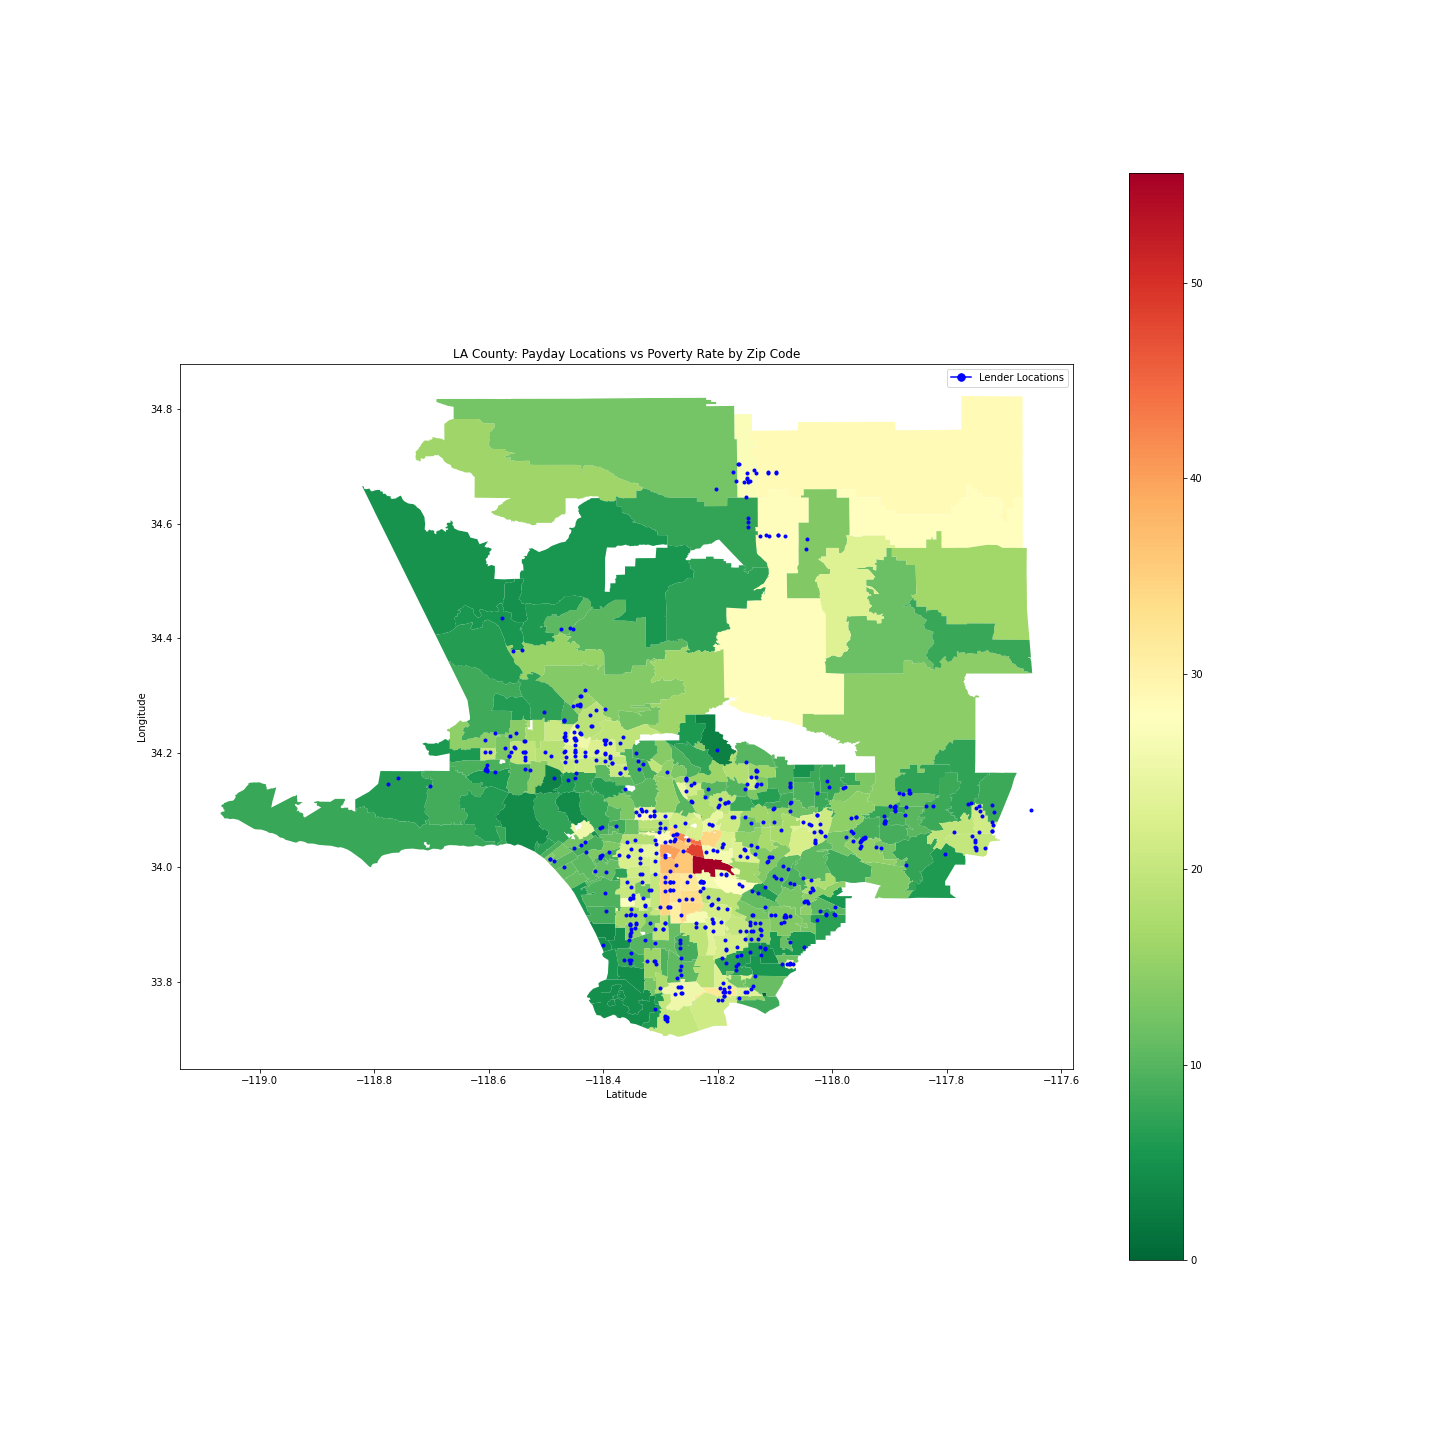 LA County: Payday Locations vs Poverty Rate by Zip Code
Lender Locations
34.8
34.6
34.4
34.2
34.0
33.8
Longitude
−119.0 −118.8 −118.6 −118.4 −118.2 −118.0 −117.8 −117.6
Latitude
50
40
30
20
10
0